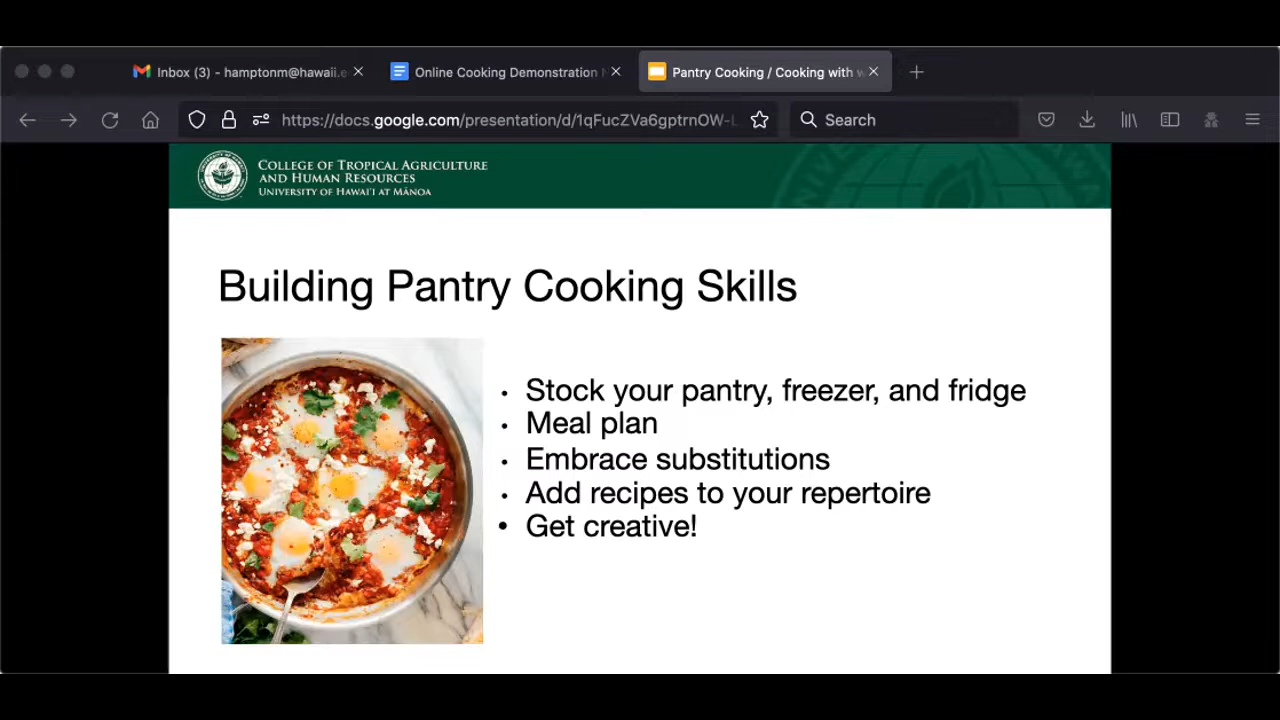 Inbox (3) - hamptonm@hawaii.e
Online Cooking Demonstration
Pantry Cooking / Cooking with w
https://docs.google.com/presentation/d/1qFucZVa6gptrnOW-L
Search
COLLEGE OF TROPICAL AGRICULTURE
AND HUMAN RESOURCES
UNIVERSITY OF HAWAI'I AT MĀNOA
Building Pantry Cooking Skills
• Stock your pantry, freezer, and fridge
• Meal plan
• Embrace substitutions
• Add recipes to your repertoire
• Get creative!